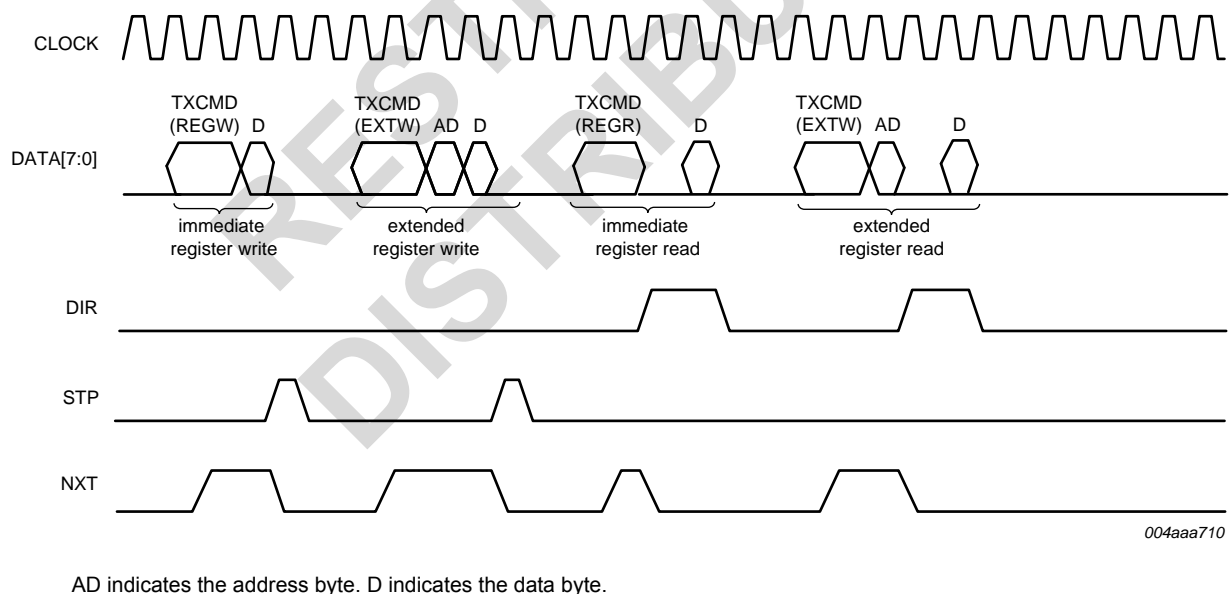 CLOCK
TXCMD
(REGW) D
TXCMD
(EXTW) AD D
TXCMD
(REGR) D
TXCMD
(EXTW) AD D
DATA[7:0]
immediate
register write
extended
register write
immediate
register read
extended
register read
DIR
STP
NXT
004aaa710
AD indicates the address byte. D indicates the data byte.
REST
DISTRIBU